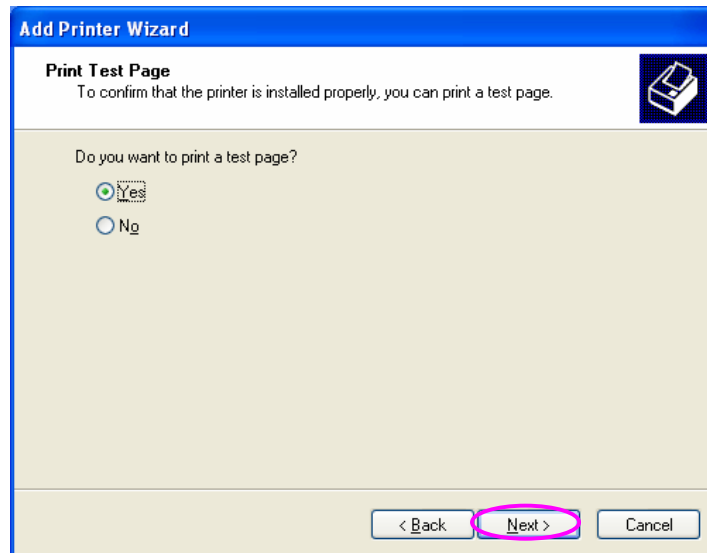 Add Printer Wizard
Print Test Page
To confirm that the printer is installed properly, you can print a test page.
Do you want to print a test page?
Yes
No
< Back
Next >
Cancel